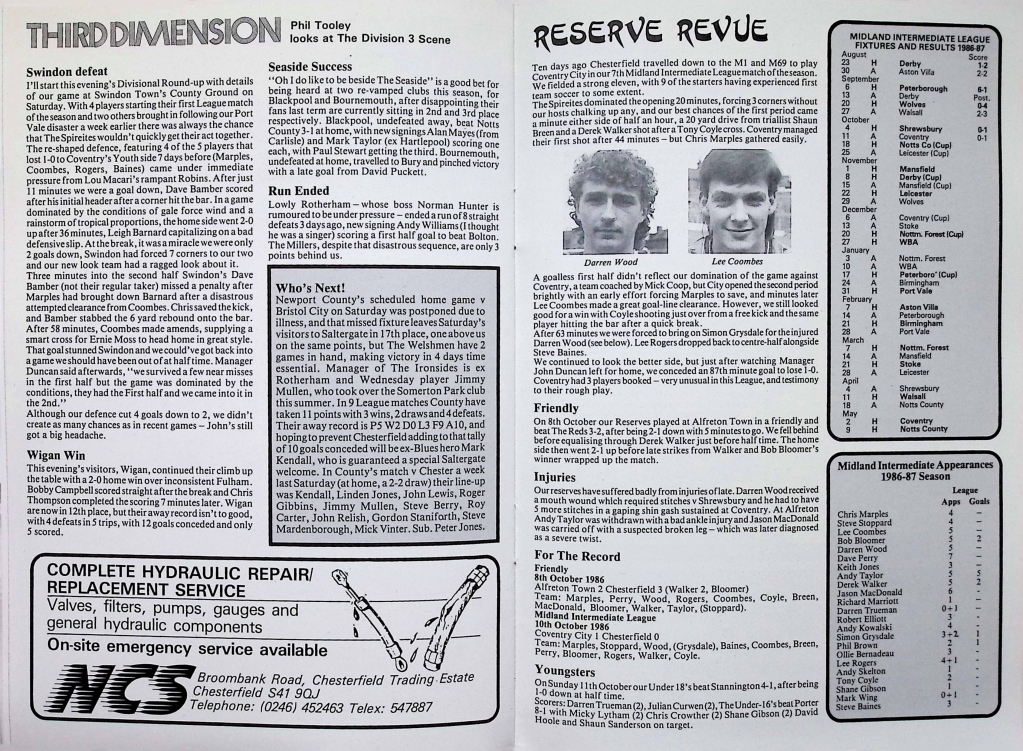 THIRD DIMENSION
Phil Tooley
looks at The Division 3 Scene
Swindon defeat
I'll start this evening's Divisional Round-up with details
of our game at Swindon Town's County Ground on
Saturday. With 4 players starting their first League match
of the season and two others brought in following our Port
Vale disaster a week earlier there was always the chance
that The Spireites wouldn't quickly get their act together.
The re-shaped defence, featuring 4 of the 5 players that
lost 1-0 to Coventry's Youth side 7 days before (Marples,
Coombes, Rogers, Baines) came under immediate
pressure from Lou Macari's rampant Robins. After just
11 minutes we were a goal down, Dave Bamber scored
after his initial header after a corner hit the bar. In a game
dominated by the conditions of gale force wind and a
rainstorm of tropical proportions, the home side went 2-0
up after 36 minutes, Leigh Barnard capitalising on a bad
defensive slip. At the break, it was a miracle we were only
2 goals down, Swindon had forced 7 corners to our two
and our new look team had a ragged look about it.
Three minutes into the second half Swindon's Dave
Bamber (not their regular taker) missed a penalty after
Marples had brought down Barnard after a disastrous
attempted clearance from Coombes. Chris saved the kick,
and Bamber stabbed the 6 yard rebound onto the bar.
After 58 minutes, Coombes made amends, supplying a
smart cross for Ernie Moss to head home in great style.
That goal stunned Swindon and could've got back into
a game we should have been out of at half time. Manager
Duncan said afterwards, "we survived a few near misses
in the first half but the game was dominated by the
conditions, they had the First half and we came into it in
the 2nd."
Although our defence cut 4 goals down to 2, we didn't
create as many chances as in recent games – John's still
got a big headache.
Wigan Win
This evening's visitors, Wigan, continued their climb up
the table with a 2-0 home win over inconsistent Fulham.
Bobby Campbell scored straight after the break and Chris
Thompson completed the scoring 7 minutes later. Wigan
are now in 12th place, but their away record isn't too good,
with 4 defeats in 5 trips, with 12 goals conceded and only
5 scored.
Seaside Success
"Oh I do like to be beside The Seaside" is a good bet for
being heard at two re-vamped clubs this season, for
Blackpool and Bournemouth, after disappointing their
fans last term are currently sitting in 2nd and 3rd place
respectively. Blackpool, undefeated away, beat Notts
County 3-1 at home, with new signings Alan Mayes (from
Carlisle) and Mark Taylor (ex Hartlepool) scoring one
each, with Paul Stewart getting the third. Bournemouth,
undefeated at home, travelled to Bury and pinched victory
with a late goal from David Puckett.
Run Ended
Lowly Rotherham – whose boss Norman Hunter is
rumoured to be under pressure – ended a run of 8 straight
defeats 3 days ago, new signing Andy Williams (I thought
he was a singer) scoring a first half goal to beat Bolton.
The Millers, despite that disastrous sequence, are only 3
points behind us.
Who's Next!
Newport County's scheduled home game v
Bristol City on Saturday was postponed due to
illness, and that missed fixture leaves Saturday's
visitors to Saltergate in 17th place, one above us
on the same points, but The Welshmen have 2
games in hand, making victory in 4 days time
essential. Manager of The Ironsides is ex
Rotherham and Wednesday player Jimmy
Mullen, who took over the Somerton Park club
this summer. In 9 League matches County have
taken 11 points with 3 wins, 2 draws and 4 defeats.
Their away record is P5 W2 D0 L3 F9 A10, and
hoping to prevent Chesterfield adding to that tally
of 10 goals conceded will be ex-Blues hero Mark
Kendall, who is guaranteed a special Saltergate
welcome. In County's match v Chester a week
last Saturday (at home, a 2-2 draw) their line-up
was Kendall, Linden Jones, John Lewis, Roger
Gibbins, Jimmy Mullen, Steve Berry, Roy
Carter, John Relish, Gordon Staniforth, Steve
Mardenborough, Mick Vinter. Sub. Peter Jones.
COMPLETE HYDRAULIC REPAIR/
REPLACEMENT SERVICE
Valves, filters, pumps, gauges and
general hydraulic components
On-site emergency service available
NCS
Broombank Road, Chesterfield Trading Estate
Chesterfield S41 9QJ
Telephone: (0246) 452463 Telex: 547887
RESERVE REVUE
Ten days ago Chesterfield travelled down to the M1 and M69 to play
Coventry City in our 7th Midland Intermediate League match of the season.
We fielded a strong eleven, with 9 of the starters having experienced first
team soccer to some extent.
The Spireites dominated the opening 20 minutes, forcing 3 corners without
our hosts chalking up any, and our best chances of the first period came
a minute either side of half an hour, a 20 yard drive from triallist Shaun
Breen and a Derek Walker shot after a Tony Coyle cross. Coventry managed
their first shot after 44 minutes – but Chris Marples gathered easily.
Darren Wood
Lee Coombes
A goalless first half didn't reflect our domination of the game against
Coventry, a team coached by Mick Coop, but City opened the second period
brightly with an early effort forcing Marples to save, and minutes later
Lee Coombes made a great goal-line clearance. However, we still looked
good for a win with Coyle shooting just over from a free kick and the same
player hitting the bar after a quick break.
After 63 minutes we were forced to bring on Simon Grysdale for the injured
Darren Wood (see below). Lee Rogers dropped back to centre-half alongside
Steve Baines.
We continued to look the better side, but just after watching Manager
John Duncan left for home, we conceded an 87th minute goal to lose 1-0.
Coventry had 3 players booked – very unusual in this League, and testimony
to their rough play.
Friendly
On 8th October our Reserves played at Alfreton Town in a friendly and
beat The Reds 3-2, after being 2-1 down with 5 minutes to go. We fell behind
before equalising through Derek Walker just before half time. The home
side then went 2-1 up before late strikes from Walker and Bob Bloomer's
winner wrapped up the match.
Injuries
Our reserves have suffered badly from injuries of late. Darren Wood received
a mouth wound which required stitches v Shrewsbury and he had to have
5 more stitches in a gaping shin gash sustained at Coventry. At Alfreton
Andy Taylor was withdrawn with a bad ankle injury and Jason MacDonald
was carried off with a suspected broken leg – which was later diagnosed
as a severe twist.
For The Record
Friendly
8th October 1986
Alfreton Town 2 Chesterfield 3 (Walker 2, Bloomer)
Team: Marples, Perry, Wood, Rogers, Coombes, Coyle, Breen,
MacDonald, Bloomer, Walker, Taylor, (Stoppard).
Midland Intermediate League
10th October 1986
Coventry City 1 Chesterfield 0
Team: Marples, Stoppard, Wood, (Grysdale), Baines, Coombes, Breen,
Perry, Bloomer, Rogers, Walker, Coyle.
Youngsters
On Sunday 11th October our Under 18's beat Stannington 4-1, after being
1-0 down at half time.
Scorers: Darren Trueman (2), Julian Curwen (2), The Under-16's beat Porter
8-1 with Micky Lytham (2) Chris Crowther (2) Shane Gibson (2) David
Hoole and Shaun Sanderson on target.
MIDLAND INTERMEDIATE LEAGUE
FIXTURES AND RESULTS 1986-87
August Score
23 H Derby 1-2
30 A Aston Villa 2-2
September
6 H Peterborough 6-1
13 A Derby Post.
20 H Wolves 0-4
27 A Walsall 2-3
October
4 H Shrewsbury 0-1
11 A Coventry 0-1
18 H Notts Co (Cup)
25 A Leicester (Cup)
November
1 H Mansfield
8 H Derby (Cup)
15 A Mansfield (Cup)
22 H Leicester
29 A Wolves
December
6 A Coventry (Cup)
13 A Stoke
20 H Nottm. Forest (Cup)
27 H WBA
January
3 A Nottm. Forest
10 A WBA
17 H Peterboro' (Cup)
24 A Birmingham
31 H Port Vale
February
7 H Aston Villa
14 A Peterborough
21 H Birmingham
28 A Port Vale
March
7 H Nottm. Forest
14 A Mansfield
21 H Stoke
28 A Leicester
April
4 A Shrewsbury
11 H Walsall
18 A Notts County
May
2 H Coventry
9 H Notts County
Midland Intermediate Appearances
1986-87 Season
League
Apps Goals
Chris Marples 4 –
Steve Stoppard 4 –
Lee Coombes 5 –
Bob Bloomer 5 2
Darren Wood 5 –
Dave Perry 7 –
Keith Jones 3 –
Andy Taylor 5 5
Derek Walker 5 2
Jason MacDonald 6 -
Richard Marriott 1 -
Darren Trueman 0+1 -
Robert Elliott 3 -
Andy Kowalski 4 -
Simon Grysdale 3+2 1
Phil Brown 2 1
Ollie Bernadeau 3 -
Lee Rogers 4+1 -
Andy Skelton 1 -
Tony Coyle 2 -
Shane Gibson 1 -
Mark Wing 0+1 -
Steve Baines 3 -